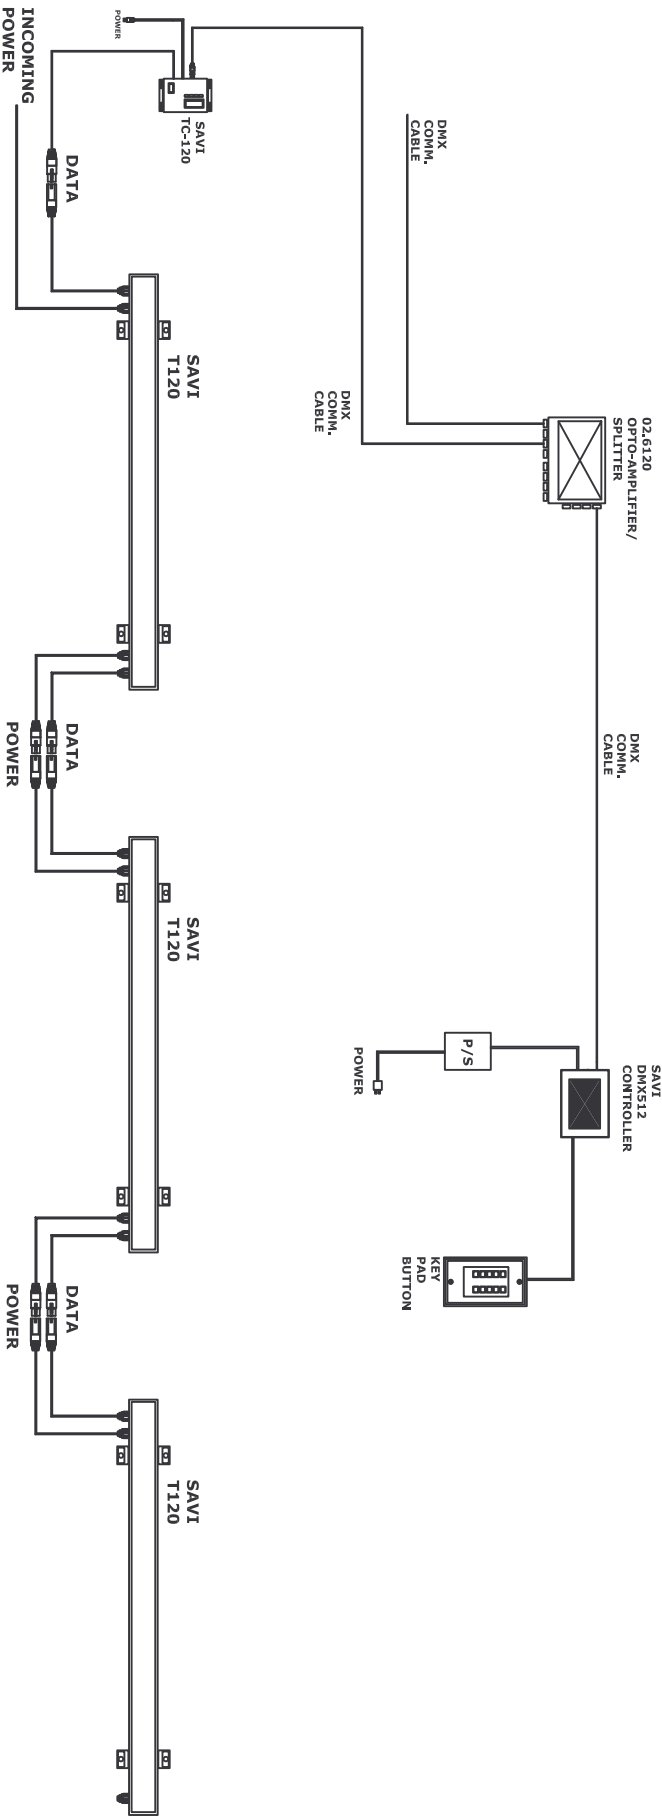 SAVI
DMX512
CONTROLLER
02.6120
OPTO-AMPLIFIER/
SPLITTER
DMX
COMM.
CABLE
P/S
POWER
KEY
PAD
BUTTON
DMX
COMM.
CABLE
DMX
COMM.
CABLE
POWER
SAVI
TC-120
SAVI
T120
SAVI
T120
SAVI
T120
DATA
INCOMING
POWER
DATA
POWER
DATA
POWER